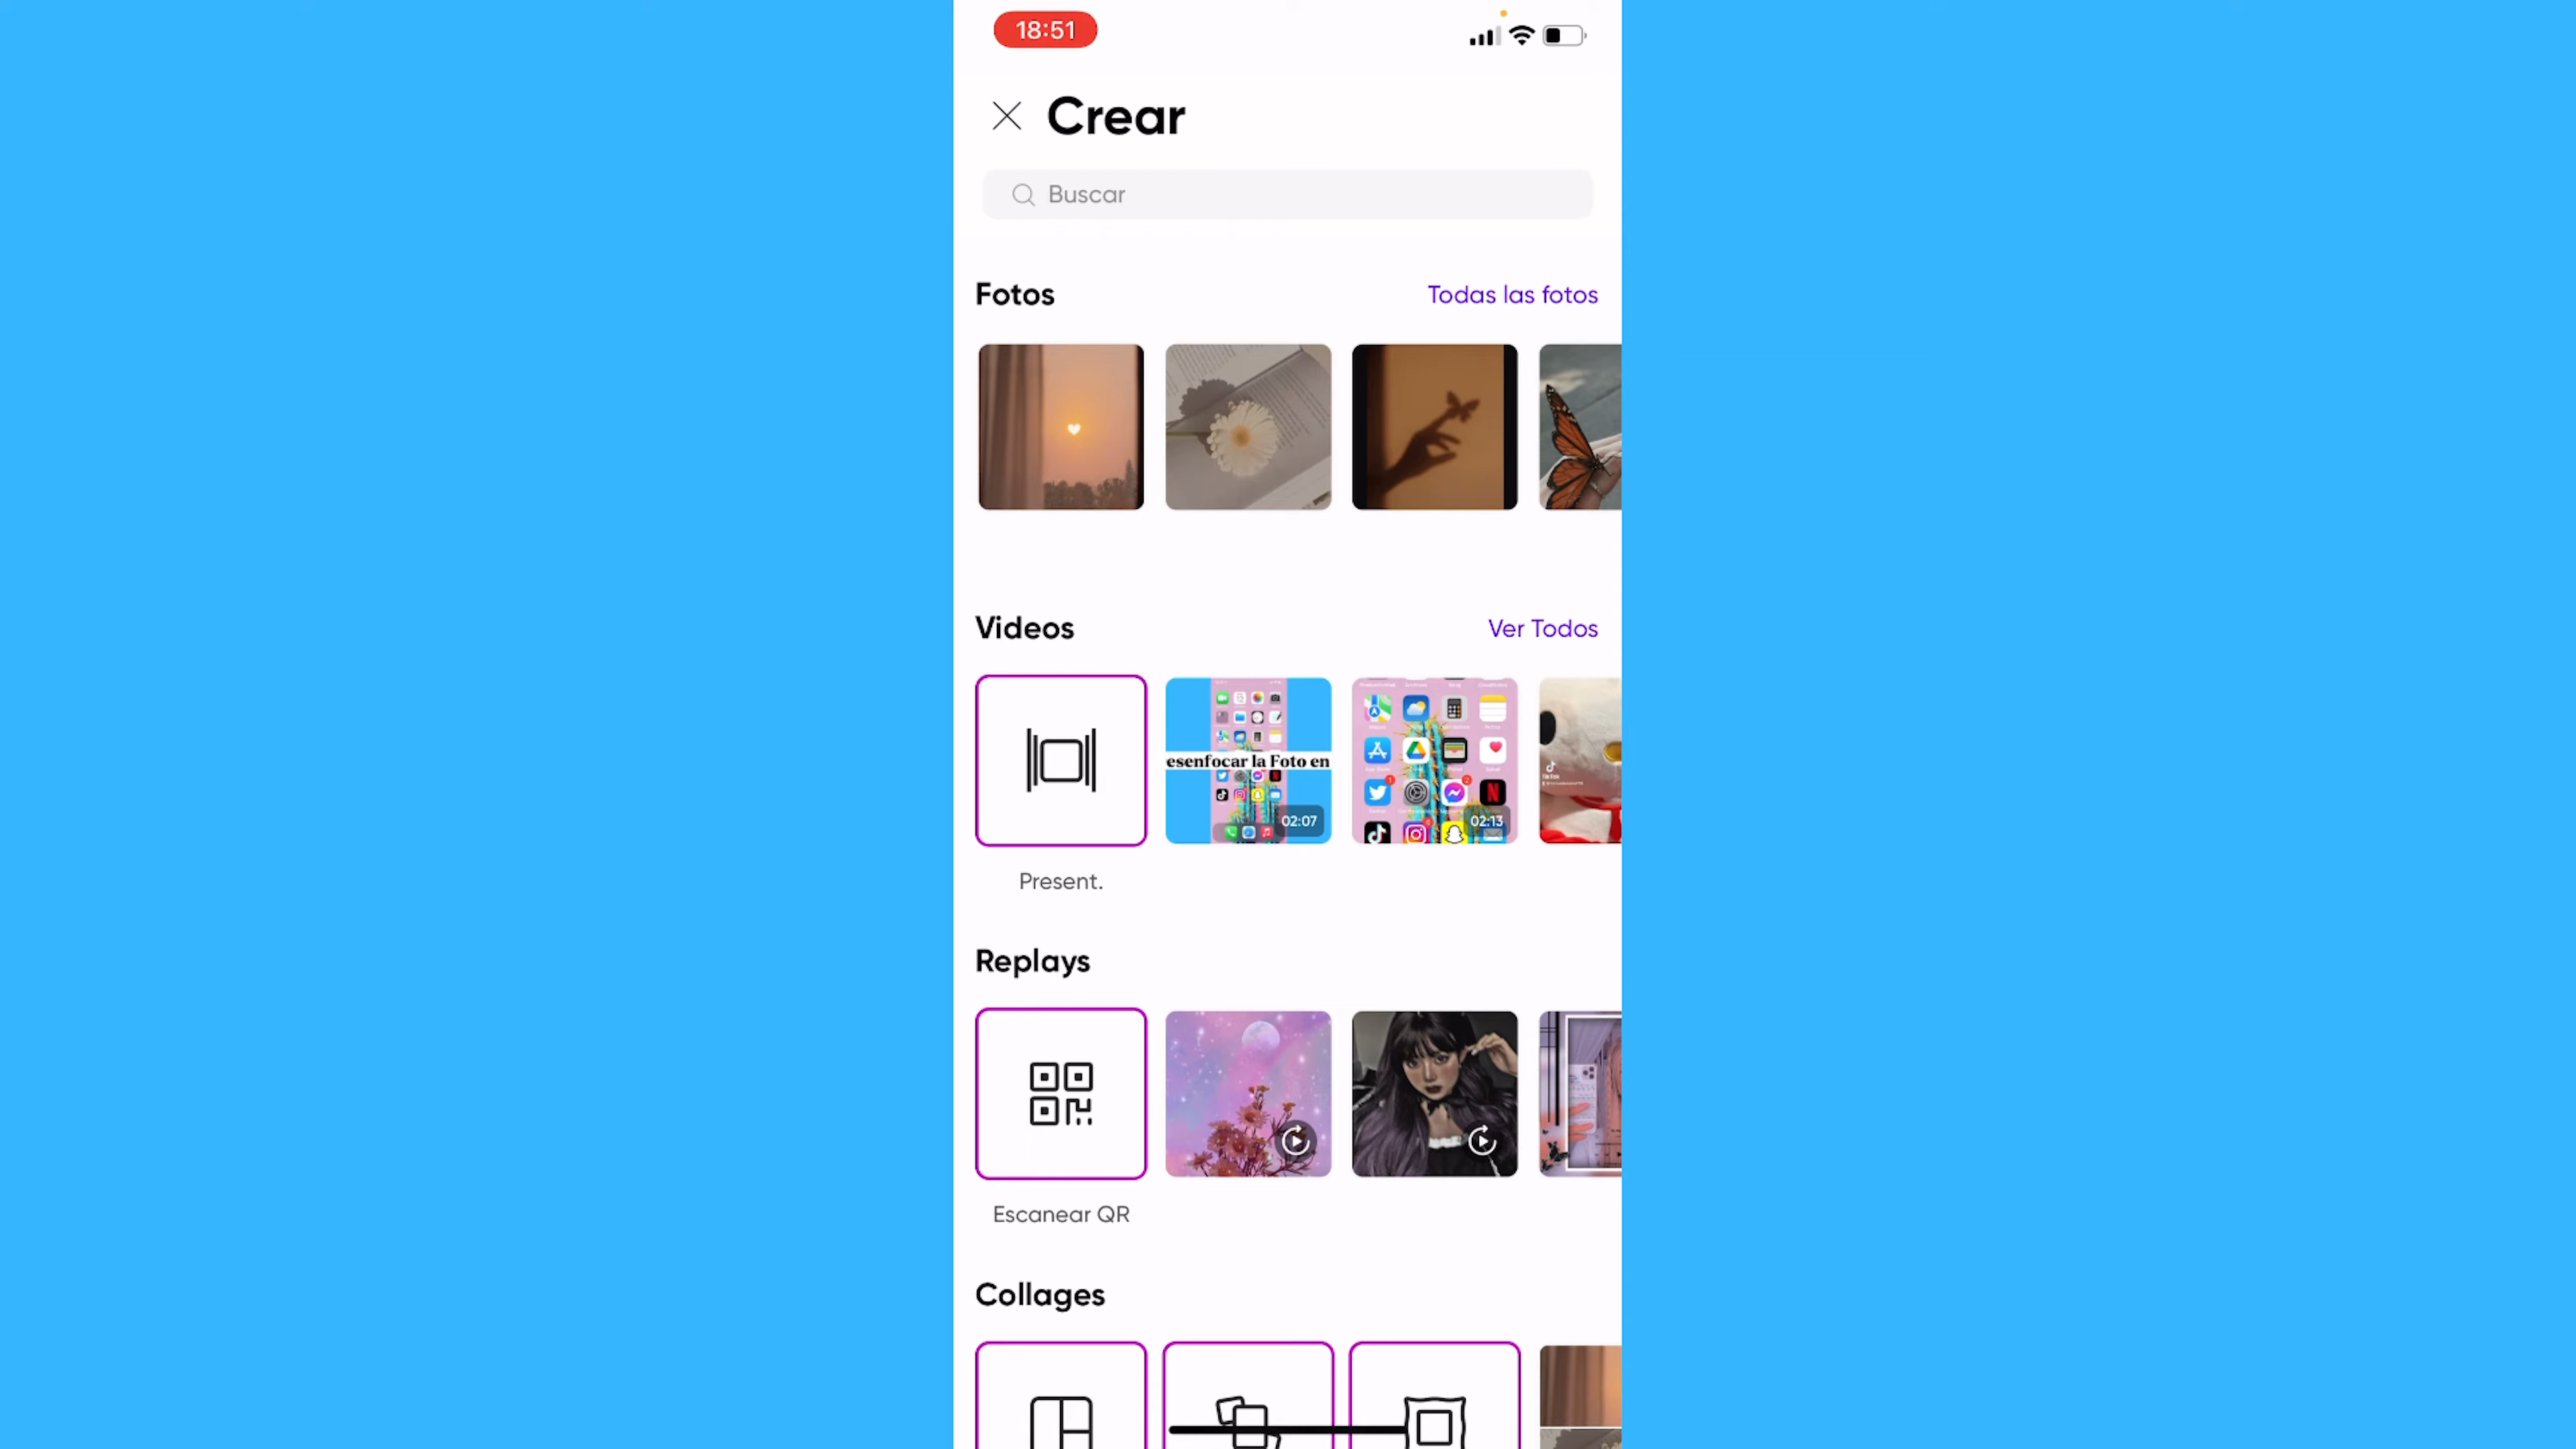 18:51
Crear
Buscar
Fotos
Todas las fotos
Videos
Ver Todos
esenfocar la Foto en
02:07
02:13
TikTok
Present.
Replays
Escanear QR
Collages